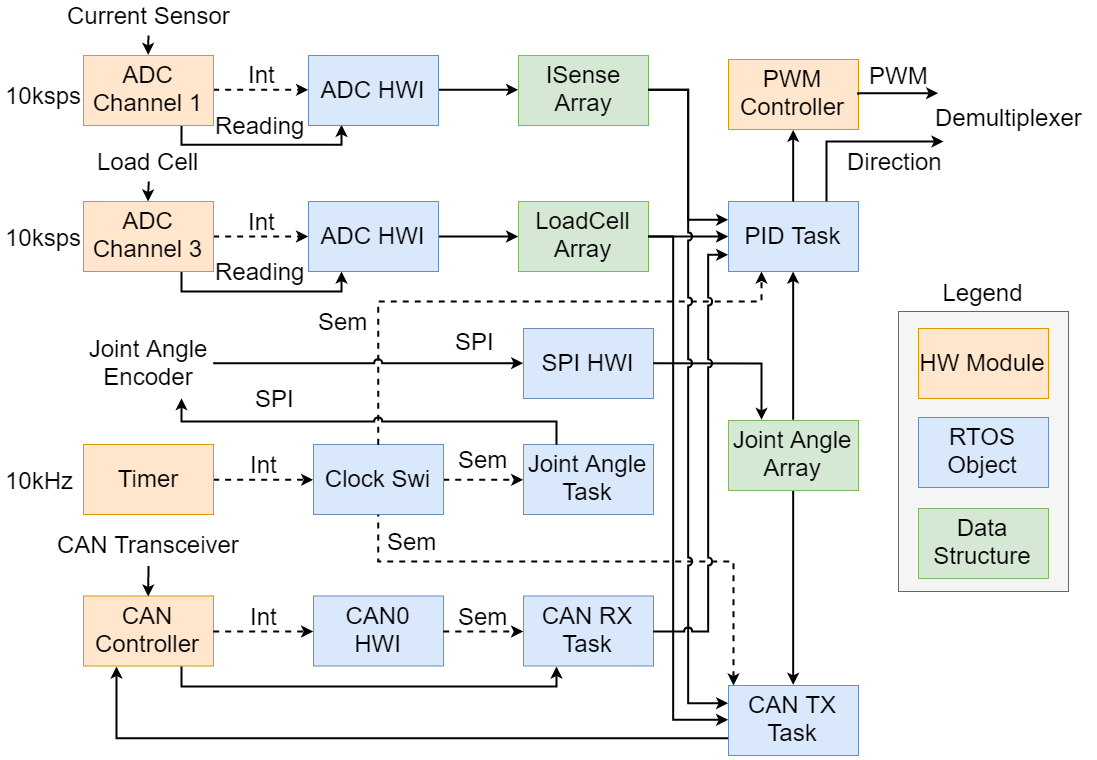 Current Sensor
10ksps
ADC
Channel 1
Int
Reading
ADC HWI
ISense
Array
PWM
Controller
PWM
Demultiplexer
Direction
Load Cell
10ksps
ADC
Channel 3
Int
Reading
ADC HWI
LoadCell
Array
PID Task
Sem
Joint Angle
Encoder
SPI
SPI HWI
SPI
Joint Angle
Array
10kHz
Timer
Int
Clock Swi
Sem
Joint Angle
Task
Sem
CAN Transceiver
CAN
Controller
Int
CAN0
HWI
Sem
CAN RX
Task
CAN TX
Task
Legend
HW Module
RTOS
Object
Data
Structure